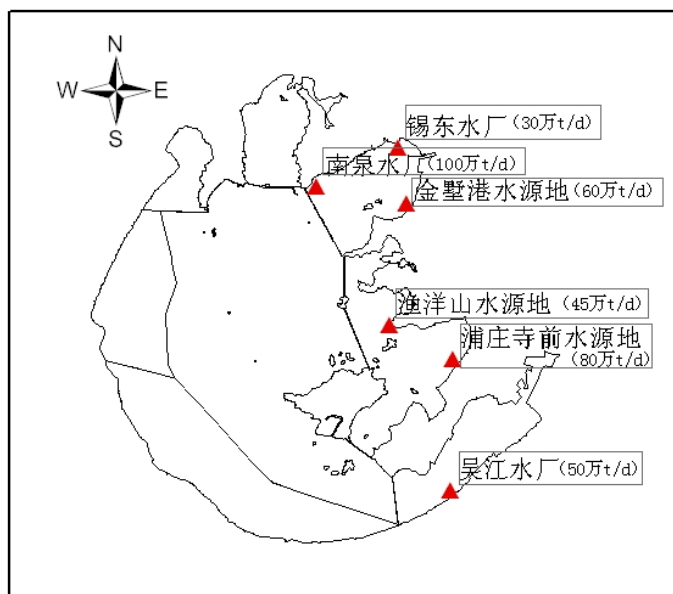 N
W E
S
锡东水厂(30万t/d)
南泉水厂(100万t/d)
金墅港水源地(60万t/d)
渔洋山水源地(45万t/d)
浦庄寺前水源地
(80万t/d)
吴江水厂(50万t/d)